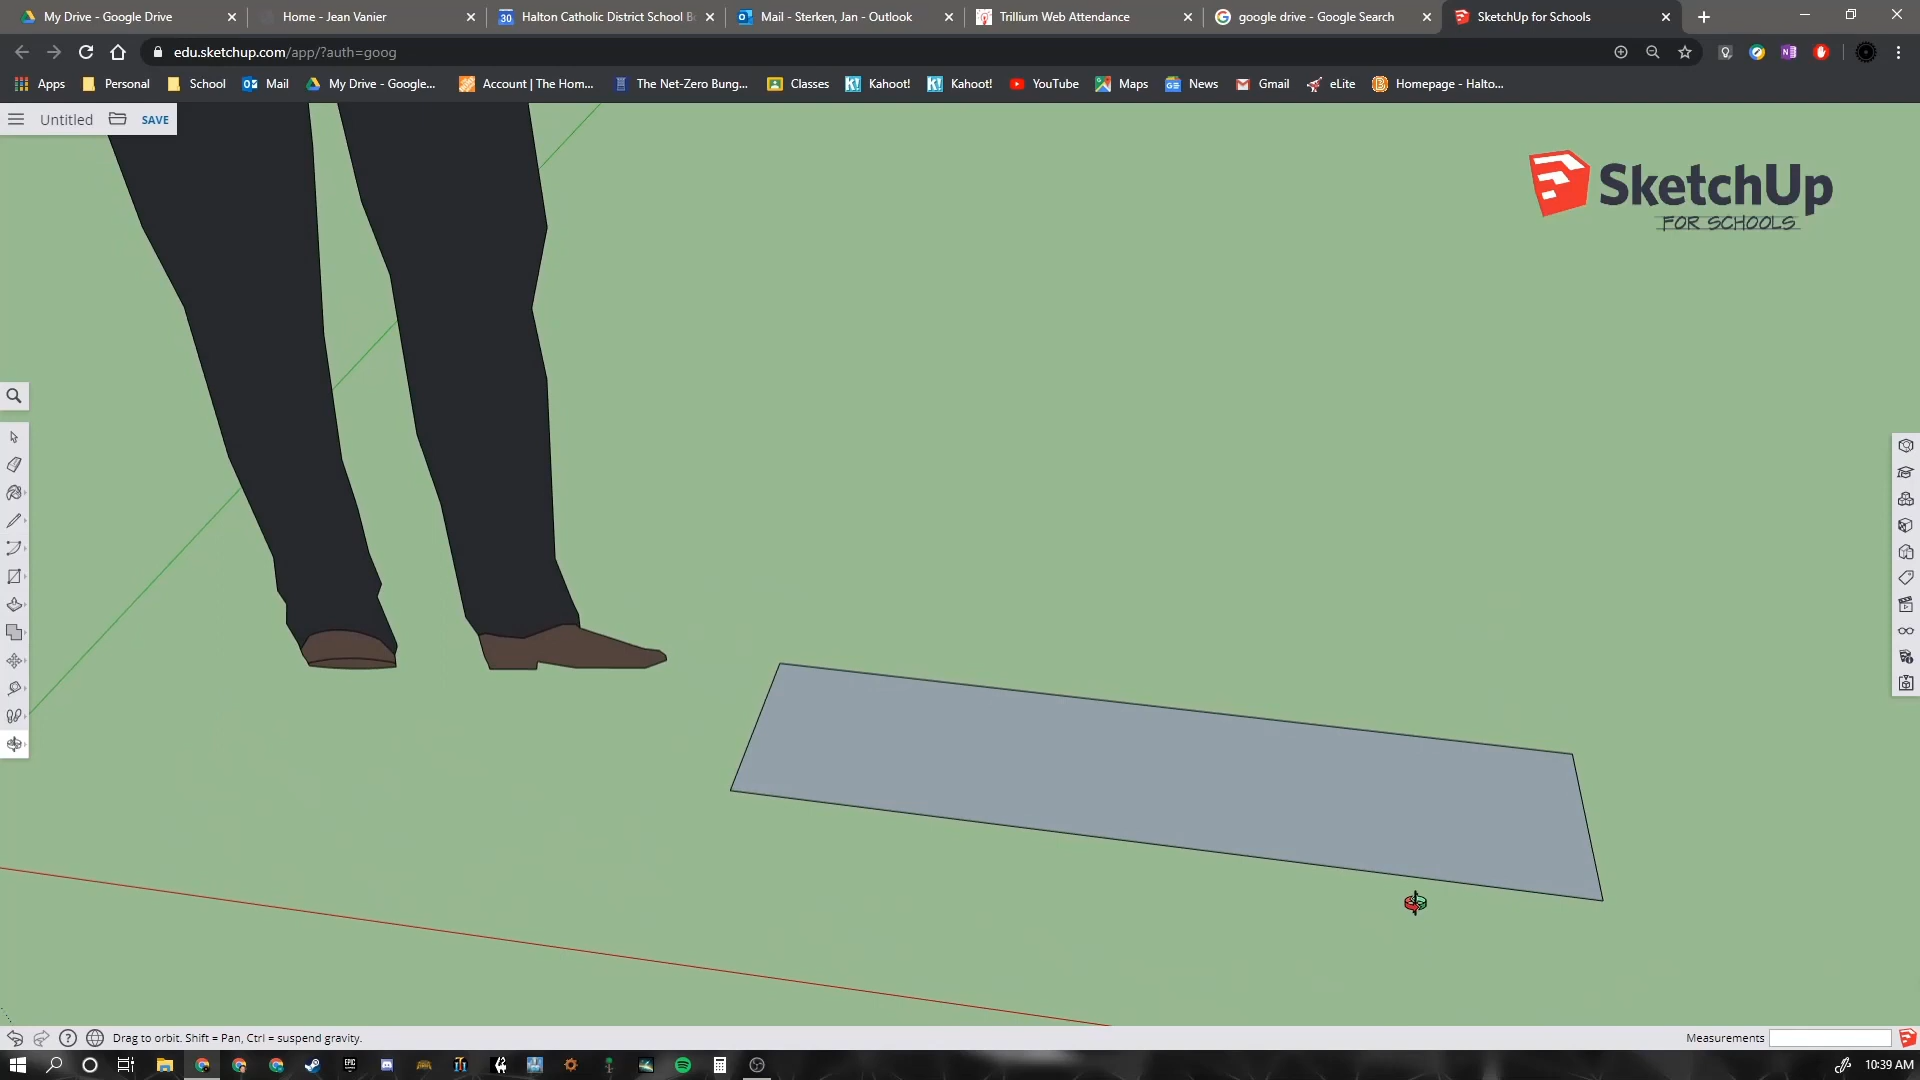 My Drive - Google Drive
Home - Jean Vanier
30 Halton Catholic District School B
Mail - Sterken, Jan - Outlook
Trillium Web Attendance
google drive - Google Search
SketchUp for Schools
edu.sketchup.com/app/?auth=goog
Apps
Personal
School
Mail
My Drive - Google...
Account | The Hom...
The Net-Zero Bung...
Classes
Kahoot!
Kahoot!
YouTube
Maps
News
Gmail
eLite
Homepage - Halto...
Untitled
SAVE
SketchUp
FOR SCHOOLS
Drag to orbit. Shift = Pan, Ctrl = suspend gravity.
Measurements
10:39 AM